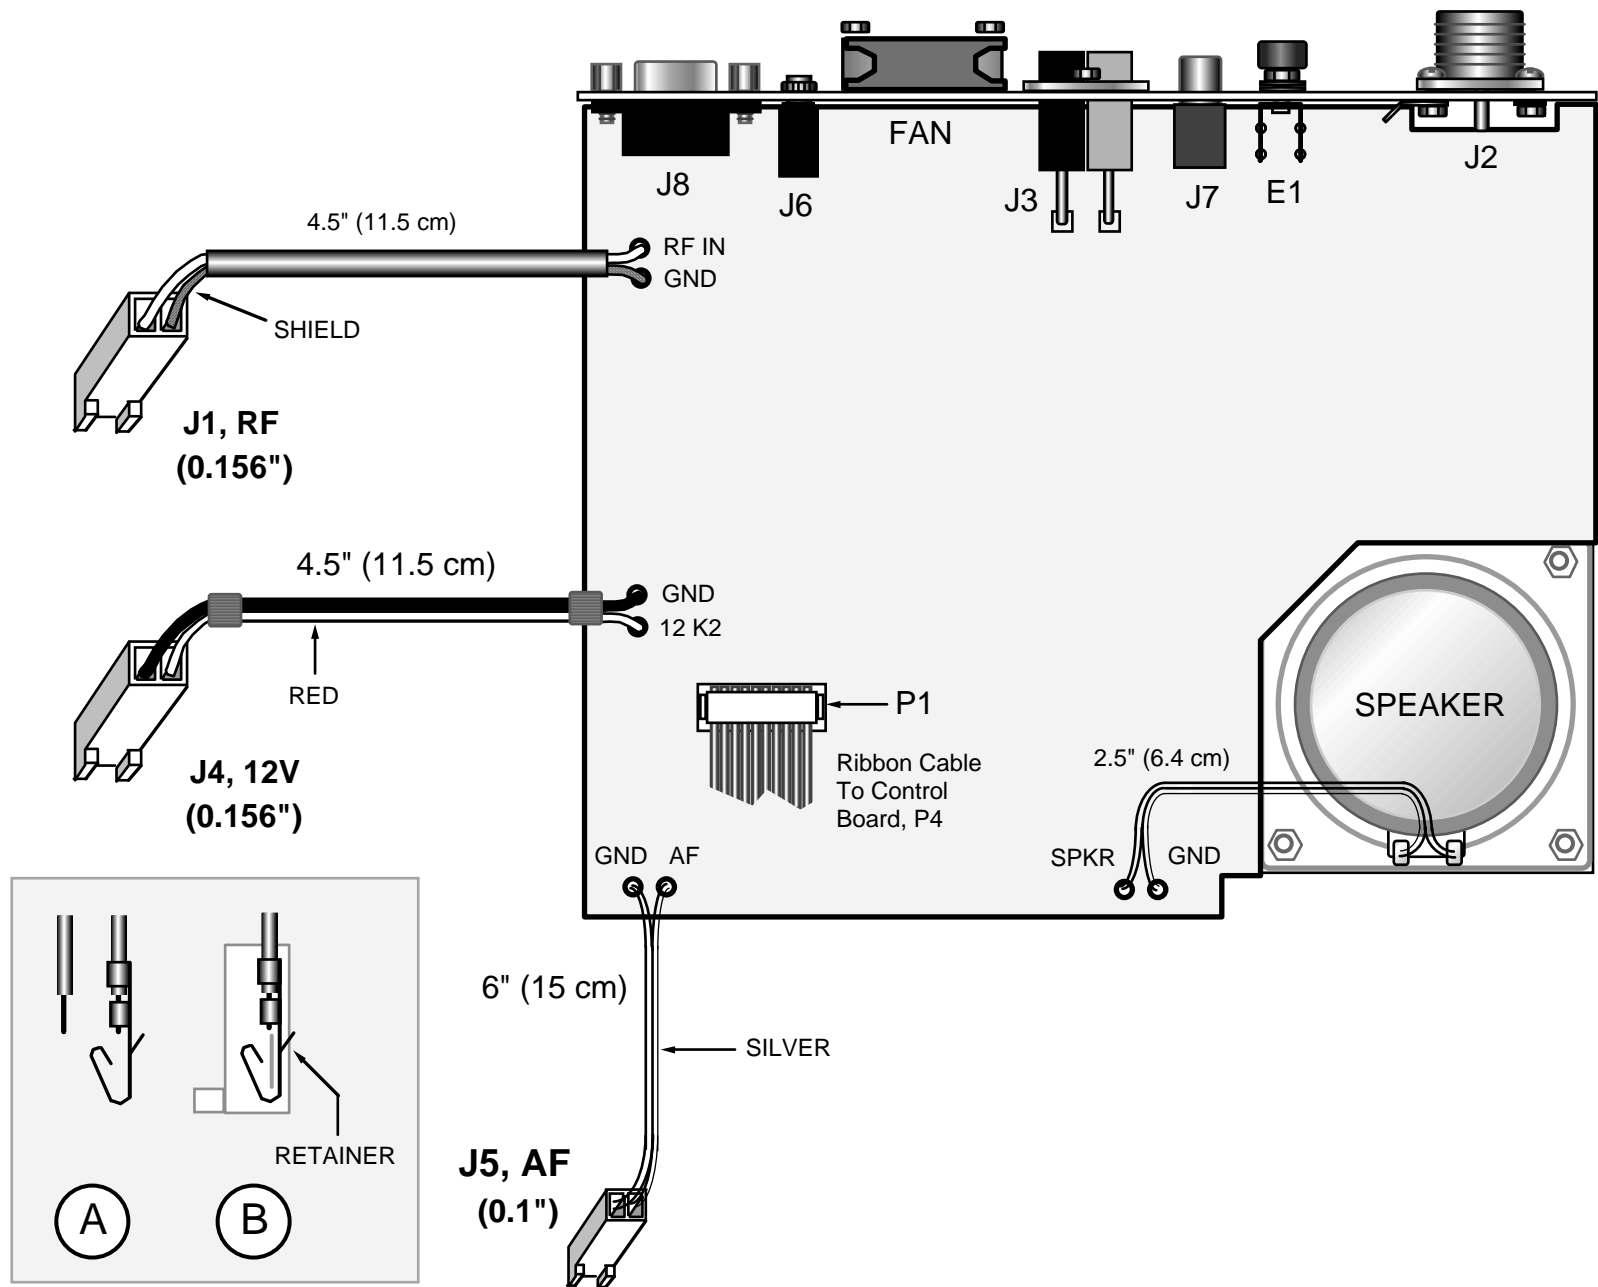 FAN
J8
J6
J3
J7
E1
J2
4.5" (11.5 cm)
RF IN
GND
SHIELD
J1, RF
(0.156")
4.5" (11.5 cm)
GND
12 K2
RED
J4, 12V
(0.156")
P1
Ribbon Cable
To Control
Board, P4
SPEAKER
2.5" (6.4 cm)
GND AF
SPKR GND
6" (15 cm)
SILVER
RETAINER
A B
J5, AF
(0.1")